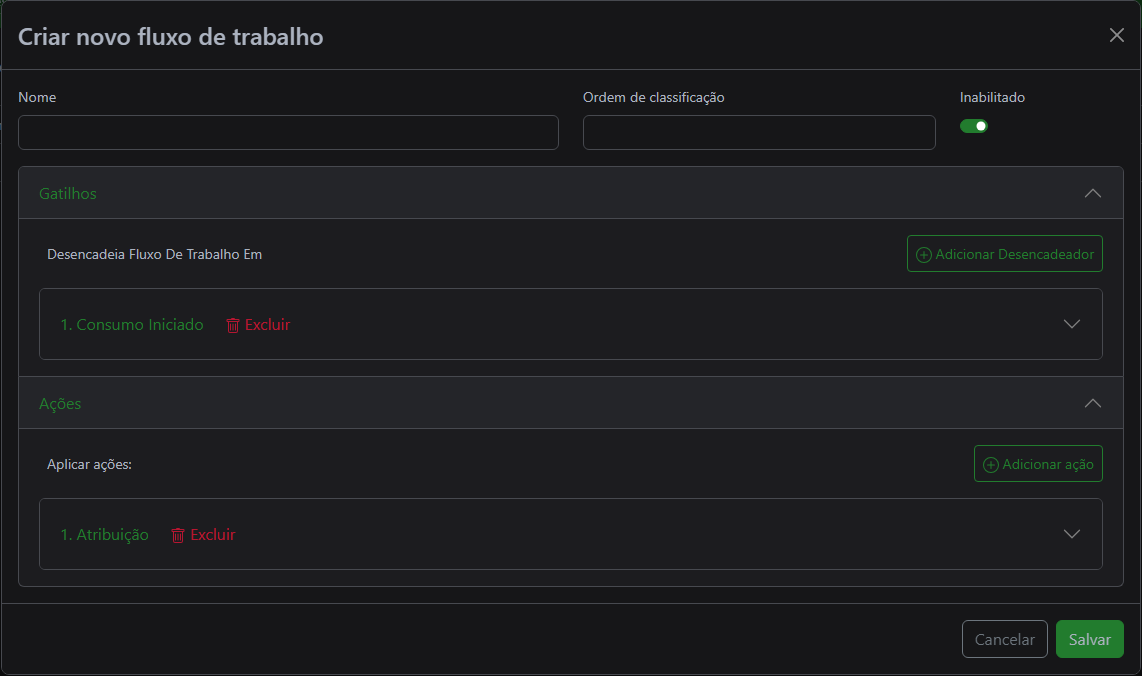 Criar novo fluxo de trabalho
Nome
Ordem de classificação
Inabilitado
Gatilhos
Desencadeia Fluxo De Trabalho Em
Adicionar Desencadeador
1. Consumo Iniciado
Excluir
Ações
Aplicar ações:
Adicionar ação
1. Atribuição
Excluir
Cancelar
Salvar